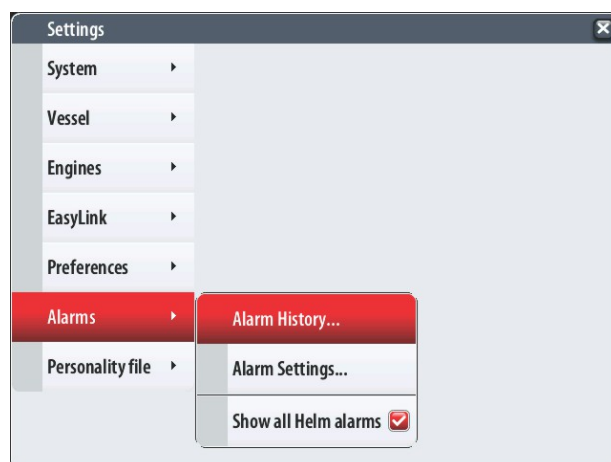 Settings
System
Vessel
Engines
EasyLink
Preferences
Alarms
Personality file
Alarm History...
Alarm Settings...
Show all Helm alarms